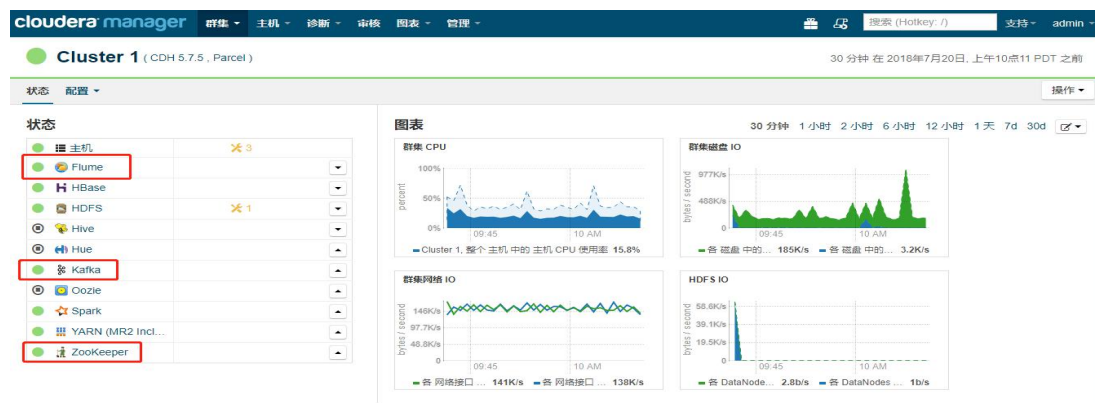 cloudera manager 群集 主机 诊断 审核 图表 管理 搜索 (Hotkey: /) 支持 admin
Cluster 1 ( CDH 5.7.5 , Parcel ) 30 分钟 在 2018年7月20日, 上午10点11 PDT 之前
状态 配置 操作
状态
主机 3
Flume
HBase
HDFS 1
Hive
Hue
Kafka
Oozie
Spark
YARN (MR2 Incl...
ZooKeeper
图表 30 分钟 1 小时 2 小时 6 小时 12 小时 1 天 7d 30d
群集 CPU
percent
100%
50%
0%
09:45 10 AM
Cluster 1, 整个 主机 中的 主机 CPU 使用率 15.8%
群集磁盘 IO
bytes / second
977K/s
488K/s
0
09:45 10 AM
各 磁盘 中的... 185K/s 各 磁盘 中的... 3.2K/s
群集网络 IO
bytes / second
146K/s
97.7K/s
48.8K/s
0
09:45 10 AM
各 网络接口 ... 141K/s 各 网络接口 ... 138K/s
HDFS IO
bytes / second
58.6K/s
39.1K/s
19.5K/s
0
09:45 10 AM
各 DataNode... 2.8b/s 各 DataNodes ... 1b/s